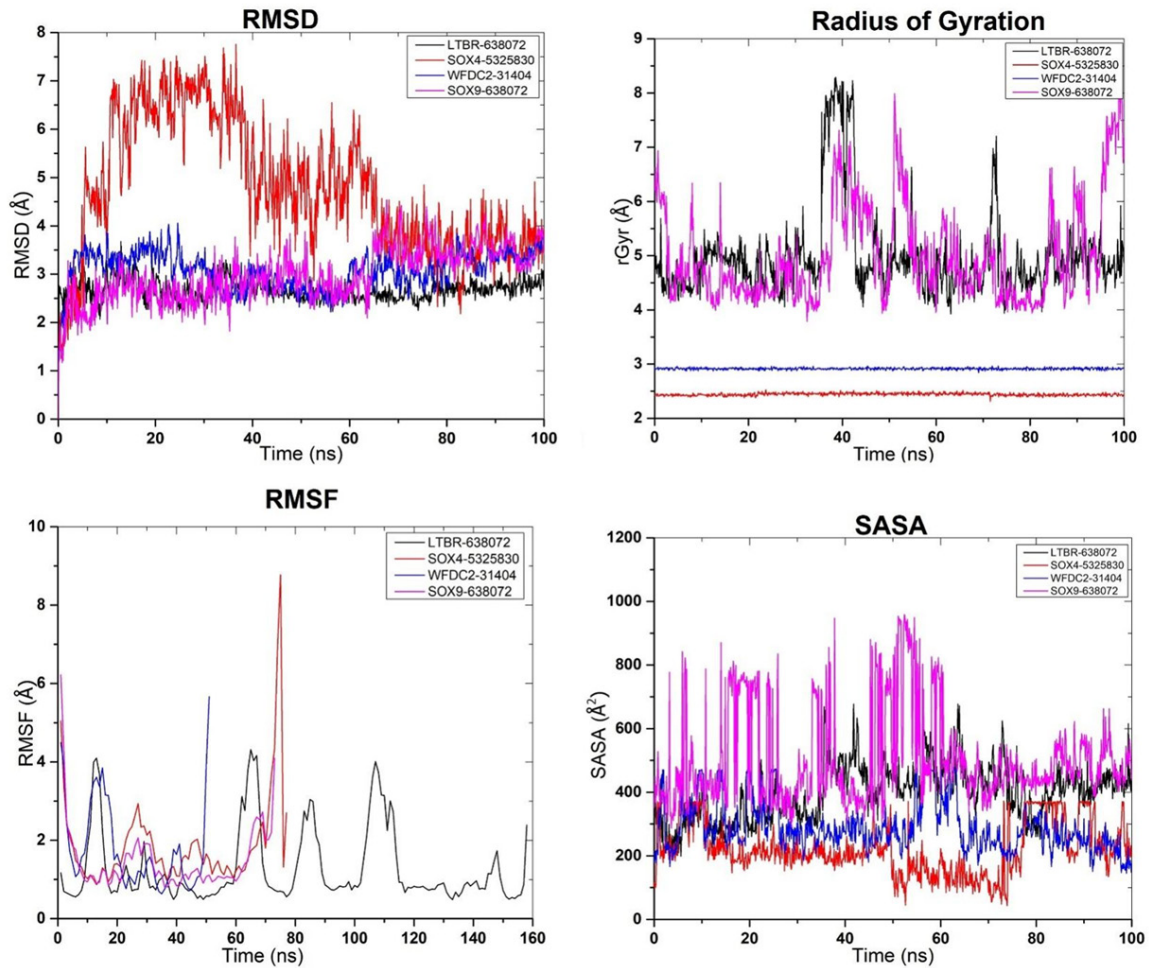 RMSD
8
7
6
5
4
3
2
1
0
RMSD (Å)
0 20 40 60 80 100
Time (ns)
LTBR-638072
SOX4-5325830
WFDC2-31404
SOX9-638072
Radius of Gyration
9
8
7
6
5
4
3
2
rGyr (Å)
0 20 40 60 80 100
Time (ns)
LTBR-638072
SOX4-5325830
WFDC2-31404
SOX9-638072
RMSF
10
8
6
4
2
0
RMSF (Å)
0 20 40 60 80 100 120 140 160
Time (ns)
LTBR-638072
SOX4-5325830
WFDC2-31404
SOX9-638072
SASA
1200
1000
800
600
400
200
0
SASA (Å²)
0 20 40 60 80 100
Time (ns)
LTBR-638072
SOX4-5325830
WFDC2-31404
SOX9-638072